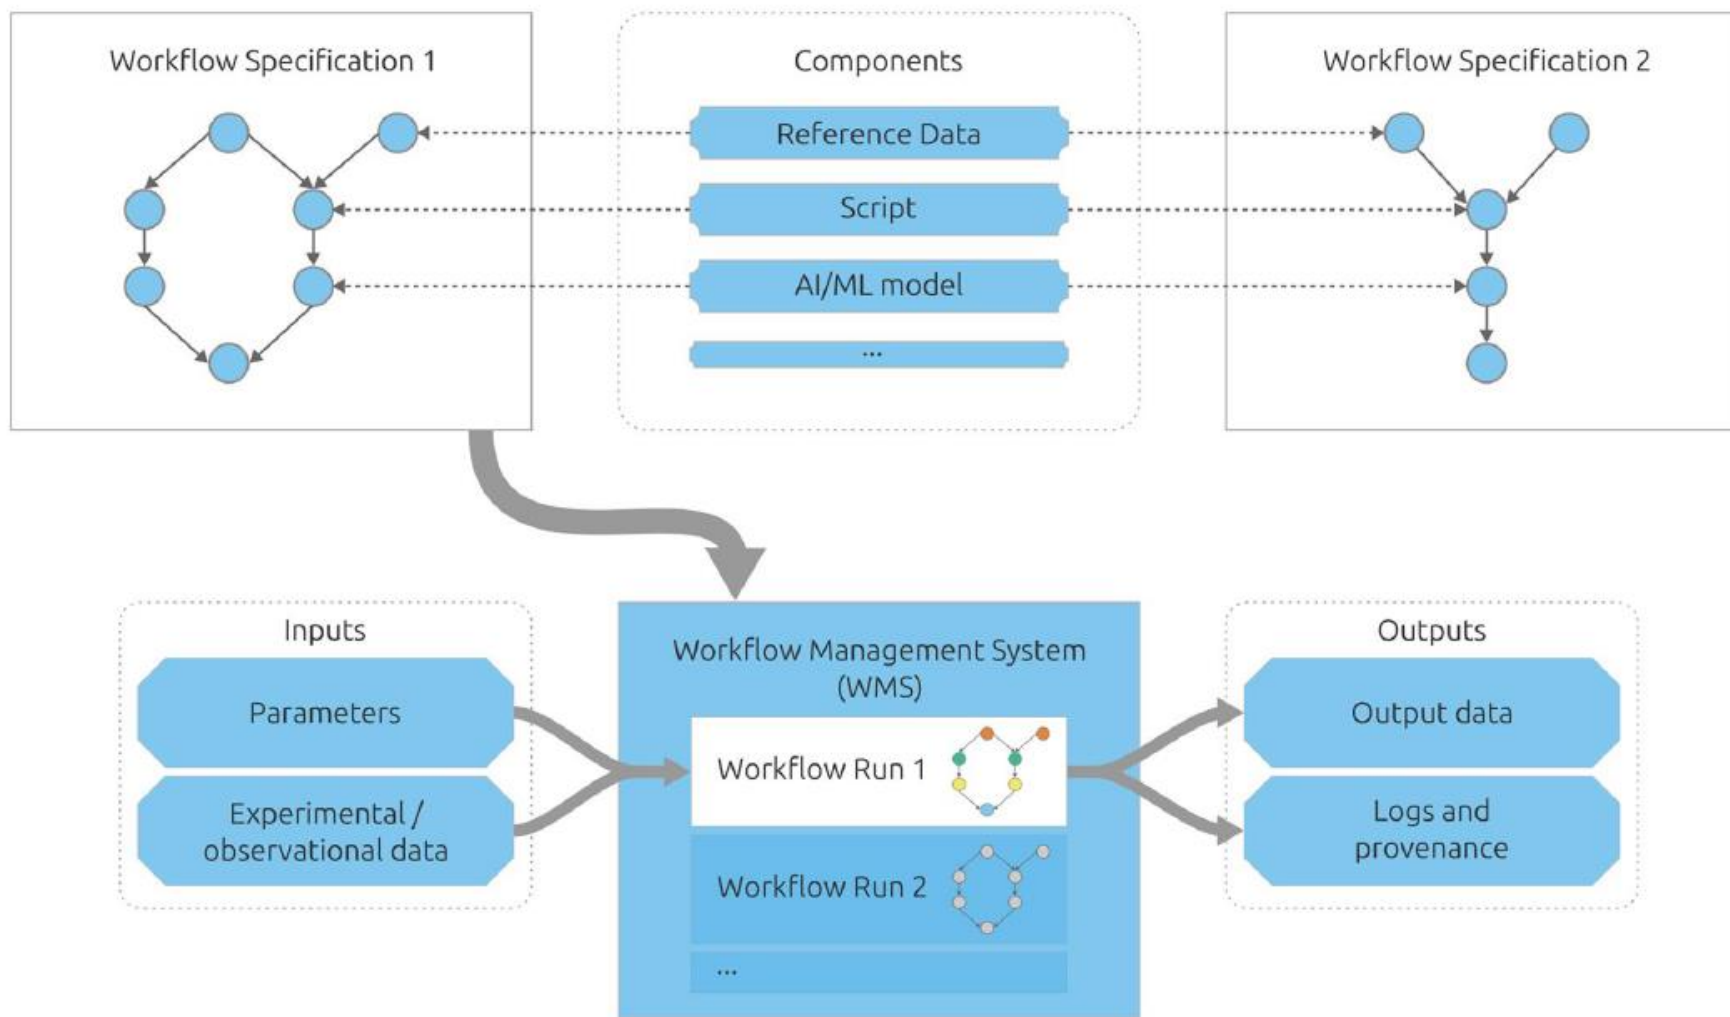 Workflow Specification 1
Components
Workflow Specification 2
Reference Data
Script
AI/ML model
...
Inputs
Parameters
Experimental /
observational data
Workflow Management System
(WMS)
Workflow Run 1
Workflow Run 2
...
Outputs
Output data
Logs and
provenance